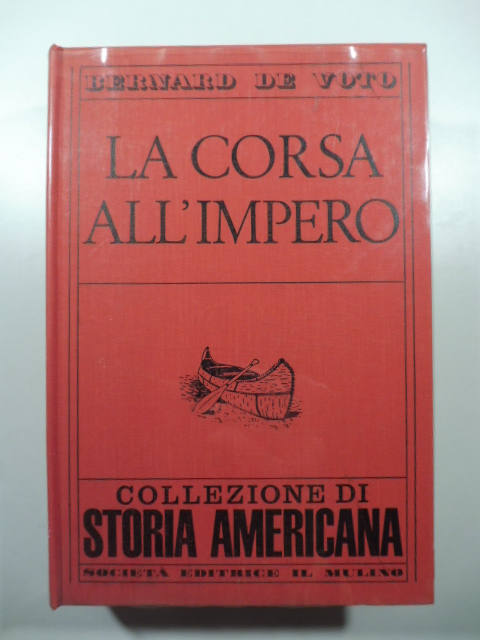 BERNARD DE VOTO
LA CORSA
ALL'IMPERO
COLLEZIONE DI
STORIA AMERICANA
SOCIETÀ EDITRICE IL MULINO